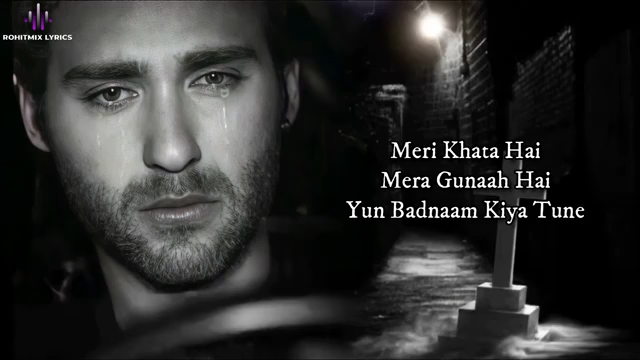 ROHITMIX LYRICS
Meri Khata Hai
Mera Gunaah Hai
Yun Badnaam Kiya Tune